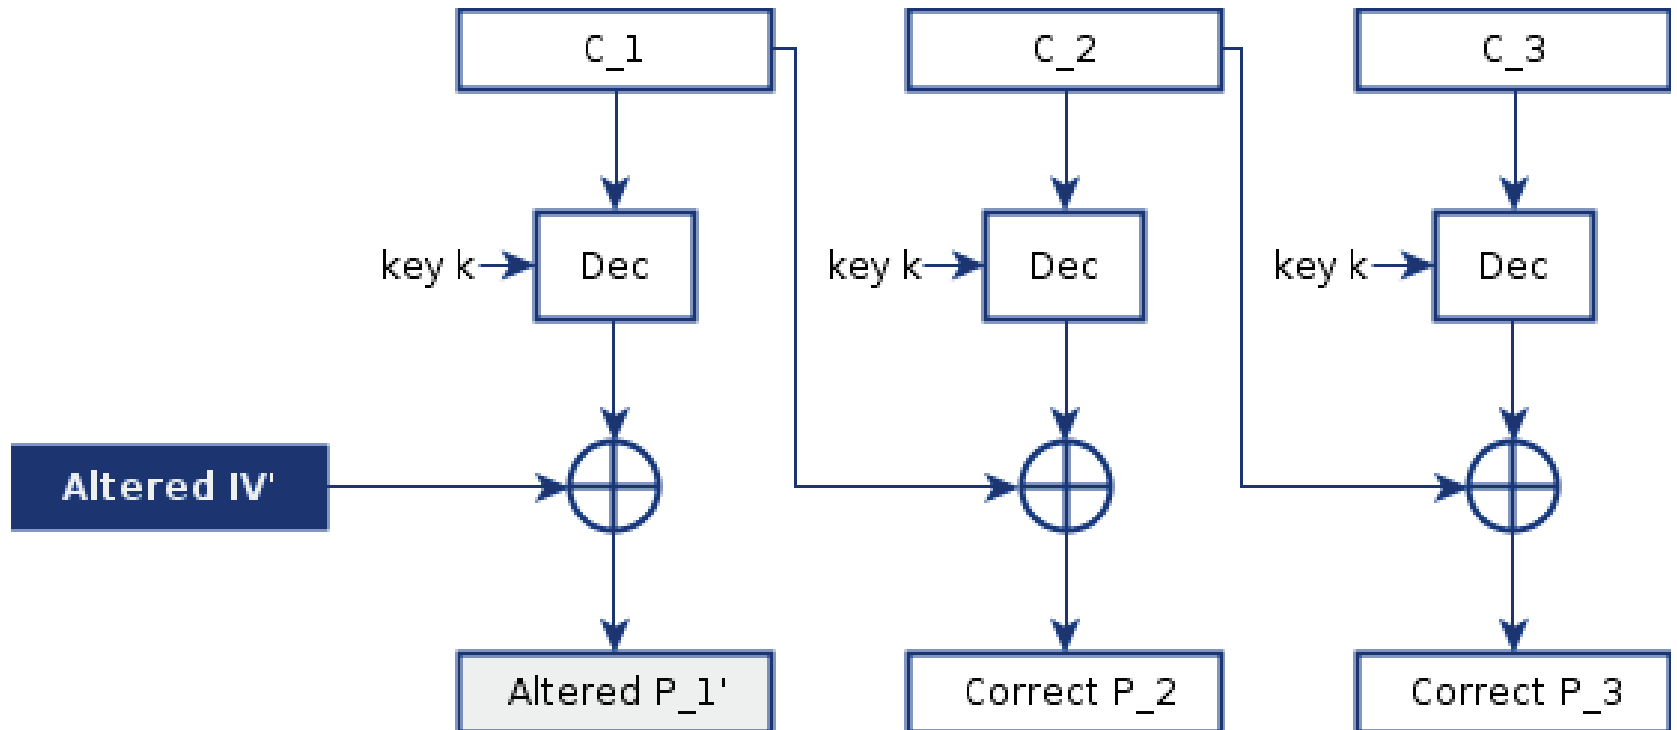 C_1
C_2
C_3
key k
Dec
key k
Dec
key k
Dec
Altered IV'
Altered P_1'
Correct P_2
Correct P_3